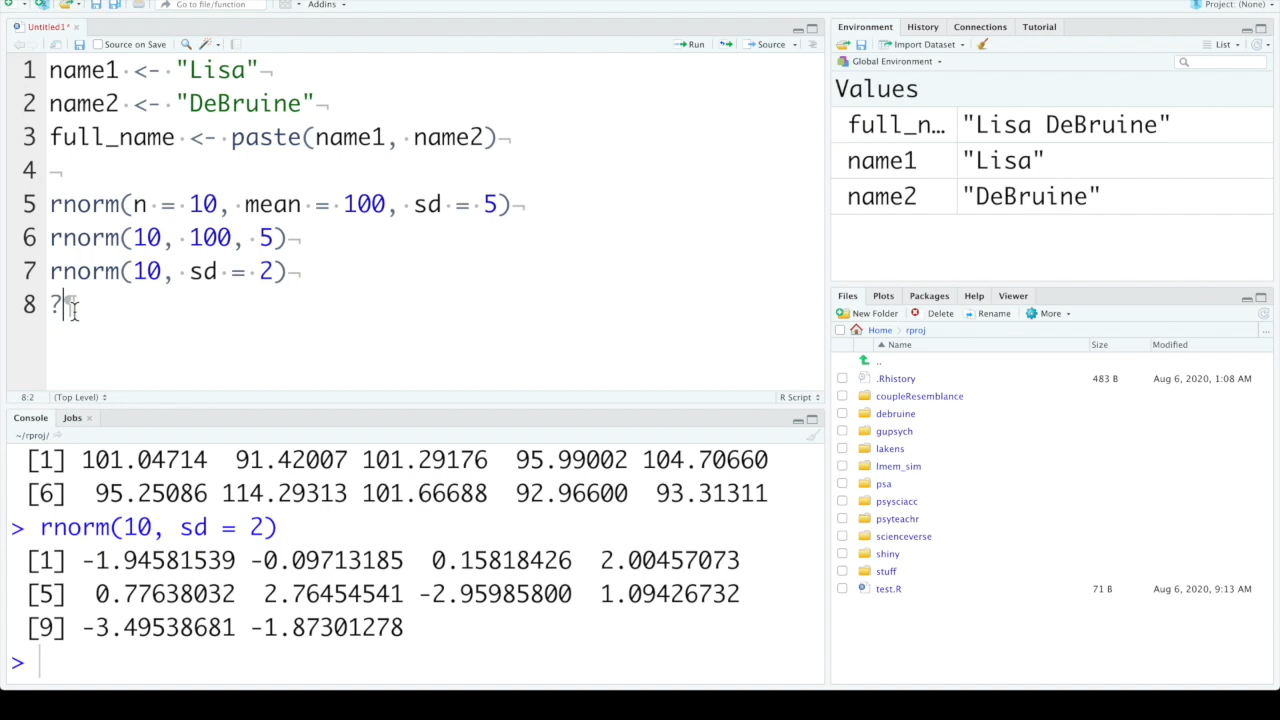 Go to file/function
Addins
Project: (None)
Untitled1*
Source on Save
Run
Source
1 name1 <- "Lisa"¬
2 name2 <- "DeBruine"¬
3 full_name <- paste(name1, name2)¬
4 ¬
5 rnorm(n = 10, mean = 100, sd = 5)¬
6 rnorm(10, 100, 5)¬
7 rnorm(10, sd = 2)¬
8 ?¶
8:2 (Top Level) R Script
Console Jobs
~/rproj/
[1] 101.04714 91.42007 101.29176 95.99002 104.70660
[6] 95.25086 114.29313 101.66688 92.96600 93.31311
> rnorm(10, sd = 2)
[1] -1.94581539 -0.09713185 0.15818426 2.00457073
[5] 0.77638032 2.76454541 -2.95985800 1.09426732
[9] -3.49538681 -1.87301278
>
Environment History Connections Tutorial
Import Dataset List
Global Environment
Values
full_n… "Lisa DeBruine"
name1 "Lisa"
name2 "DeBruine"
Files Plots Packages Help Viewer
New Folder Delete Rename More
Home rproj ...
Name Size Modified
..
.Rhistory 483 B Aug 6, 2020, 1:08 AM
coupleResemblance
debruine
gupsych
lakens
lmem_sim
psa
psysciacc
psyteachr
scienceverse
shiny
stuff
test.R 71 B Aug 6, 2020, 9:13 AM